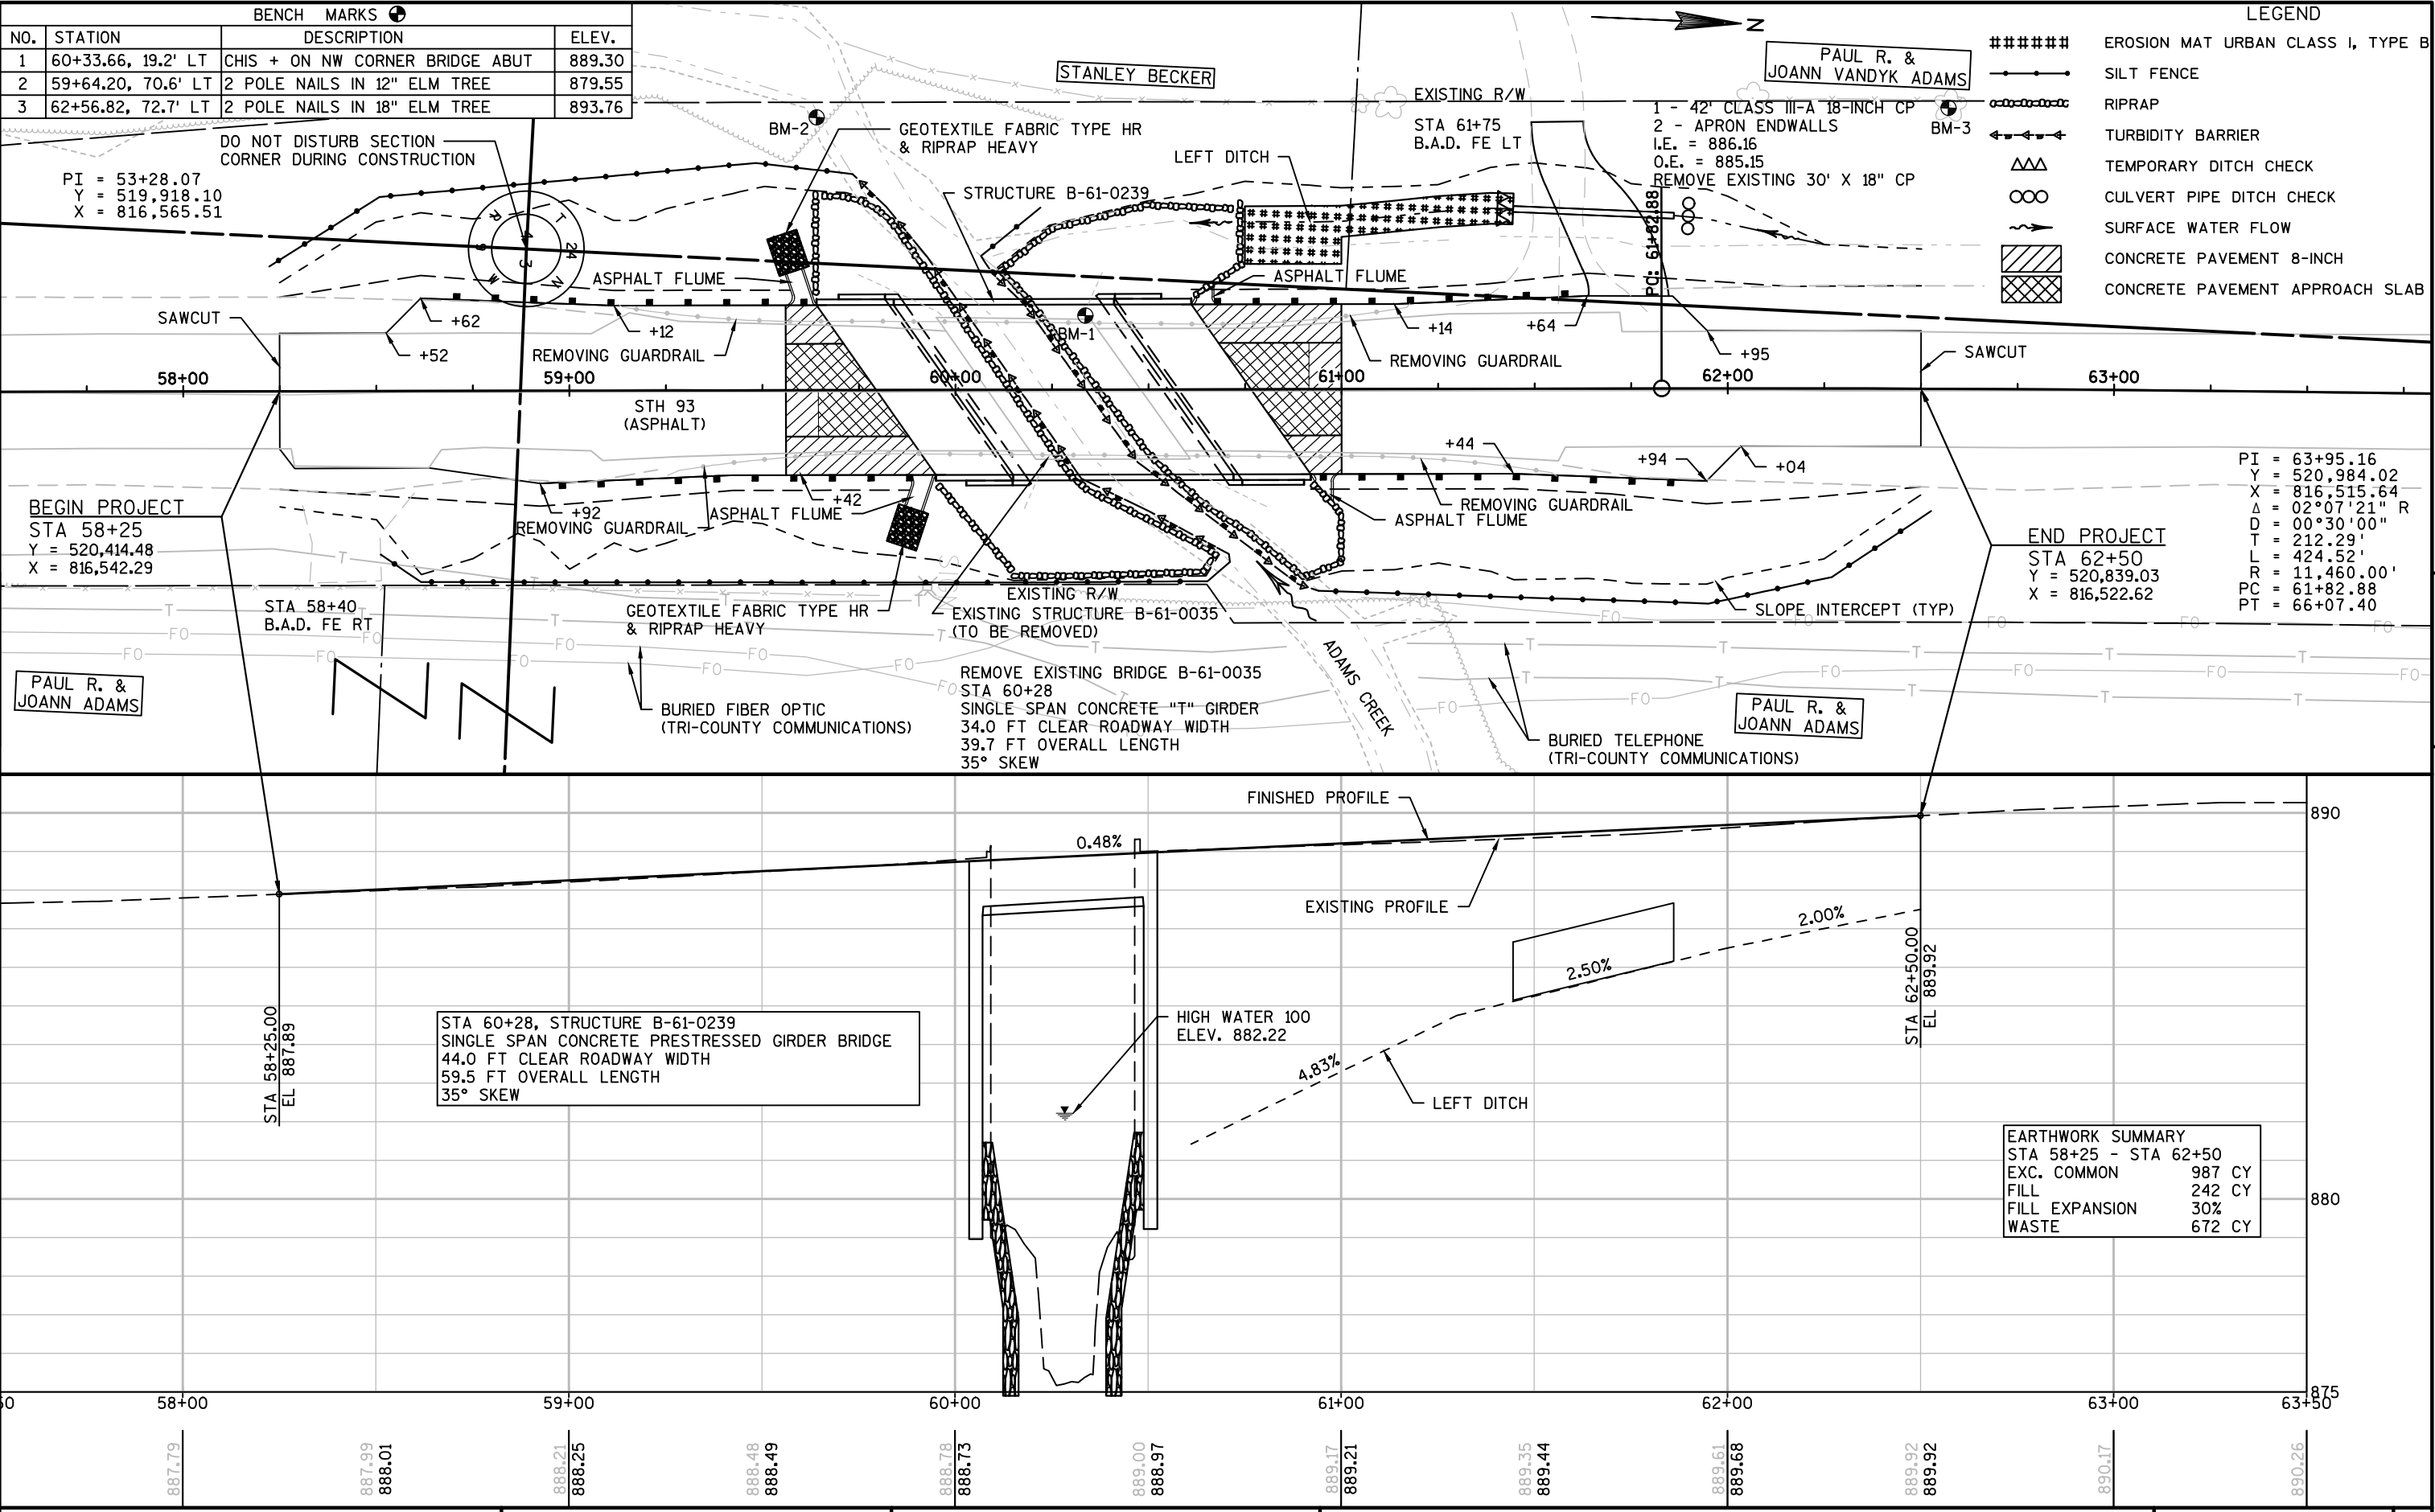 BENCH MARKS
NO. STATION DESCRIPTION ELEV.
1 60+33.66, 19.2' LT CHIS + ON NW CORNER BRIDGE ABUT 889.30
2 59+64.20, 70.6' LT 2 POLE NAILS IN 12" ELM TREE 879.55
3 62+56.82, 72.7' LT 2 POLE NAILS IN 18" ELM TREE 893.76
N
LEGEND
EROSION MAT URBAN CLASS I, TYPE B
SILT FENCE
RIPRAP
TURBIDITY BARRIER
TEMPORARY DITCH CHECK
CULVERT PIPE DITCH CHECK
SURFACE WATER FLOW
CONCRETE PAVEMENT 8-INCH
CONCRETE PAVEMENT APPROACH SLAB
STANLEY BECKER
PAUL R. &
JOANN VANDYK ADAMS
BM-3
EXISTING R/W
STA 61+75
B.A.D. FE LT
1 - 42' CLASS III-A 18-INCH CP
2 - APRON ENDWALLS
I.E. = 886.16
O.E. = 885.15
REMOVE EXISTING 30' X 18" CP
BM-2
GEOTEXTILE FABRIC TYPE HR
& RIPRAP HEAVY
LEFT DITCH
STRUCTURE B-61-0239
DO NOT DISTURB SECTION
CORNER DURING CONSTRUCTION
PI = 53+28.07
Y = 519,918.10
X = 816,565.51
R
T
9
4
24
3
W
N
ASPHALT FLUME
ASPHALT FLUME
PC: 61+82.88
SAWCUT
+62
+52
+12
REMOVING GUARDRAIL
BM-1
+14
+64
REMOVING GUARDRAIL
+95
SAWCUT
58+00
59+00
60+00
61+00
62+00
63+00
STH 93
(ASPHALT)
+44
+94
+04
BEGIN PROJECT
STA 58+25
Y = 520,414.48
X = 816,542.29
+92
REMOVING GUARDRAIL
+42
ASPHALT FLUME
REMOVING GUARDRAIL
ASPHALT FLUME
END PROJECT
STA 62+50
Y = 520,839.03
X = 816,522.62
PI = 63+95.16
Y = 520,984.02
X = 816,515.64
Δ = 02°07'21" R
D = 00°30'00"
T = 212.29'
L = 424.52'
R = 11,460.00'
PC = 61+82.88
PT = 66+07.40
STA 58+40
B.A.D. FE RT
GEOTEXTILE FABRIC TYPE HR
& RIPRAP HEAVY
EXISTING R/W
EXISTING STRUCTURE B-61-0035
(TO BE REMOVED)
SLOPE INTERCEPT (TYP)
PAUL R. &
JOANN ADAMS
BURIED FIBER OPTIC
(TRI-COUNTY COMMUNICATIONS)
REMOVE EXISTING BRIDGE B-61-0035
STA 60+28
SINGLE SPAN CONCRETE "T" GIRDER
34.0 FT CLEAR ROADWAY WIDTH
39.7 FT OVERALL LENGTH
35° SKEW
ADAMS CREEK
BURIED TELEPHONE
(TRI-COUNTY COMMUNICATIONS)
PAUL R. &
JOANN ADAMS
T T T T T T T T T T T T
FO FO FO FO FO FO FO FO FO FO FO FO
FINISHED PROFILE
0.48%
EXISTING PROFILE
2.00%
2.50%
4.83%
LEFT DITCH
HIGH WATER 100
ELEV. 882.22
STA 58+25.00
EL 887.89
STA 62+50.00
EL 889.92
STA 60+28, STRUCTURE B-61-0239
SINGLE SPAN CONCRETE PRESTRESSED GIRDER BRIDGE
44.0 FT CLEAR ROADWAY WIDTH
59.5 FT OVERALL LENGTH
35° SKEW
EARTHWORK SUMMARY
STA 58+25 - STA 62+50
EXC. COMMON 987 CY
FILL 242 CY
FILL EXPANSION 30%
WASTE 672 CY
890
880
875
50 58+00 59+00 60+00 61+00 62+00 63+00 63+50
887.79
887.99 888.01
888.21 888.25
888.48 888.49
888.78 888.73
889.00 888.97
889.17 889.21
889.35 889.44
889.61 889.68
889.92 889.92
890.17
890.26